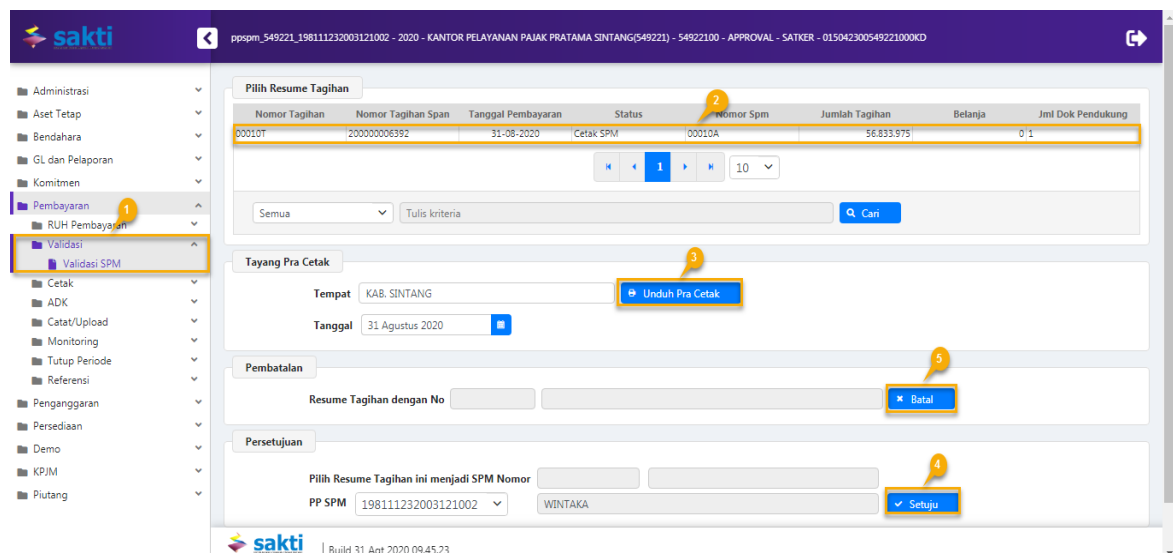 sakti
ppspm_549221_198111232003121002 - 2020 - KANTOR PELAYANAN PAJAK PRATAMA SINTANG(549221) - 54922100 - APPROVAL - SATKER - 015042300549221000KD
Administrasi
Aset Tetap
Bendahara
GL dan Pelaporan
Komitmen
Pembayaran
1
RUH Pembayaran
Validasi
Validasi SPM
Cetak
ADK
Catat/Upload
Monitoring
Tutup Periode
Referensi
Penganggaran
Persediaan
Demo
KPJM
Piutang
Pilih Resume Tagihan
2
Nomor Tagihan Nomor Tagihan Span Tanggal Pembayaran Status Nomor Spm Jumlah Tagihan Belanja Jml Dok Pendukung
00010T 200000006392 31-08-2020 Cetak SPM 00010A 56.833.975 0 1
1 10
Semua Tulis kriteria Cari
Tayang Pra Cetak
3
Tempat KAB. SINTANG Unduh Pra Cetak
Tanggal 31 Agustus 2020
Pembatalan
5
Resume Tagihan dengan No Batal
Persetujuan
4
Pilih Resume Tagihan ini menjadi SPM Nomor
PP SPM 198111232003121002 WINTAKA Setuju
sakti | Build 31 Agt 2020 09.45.23